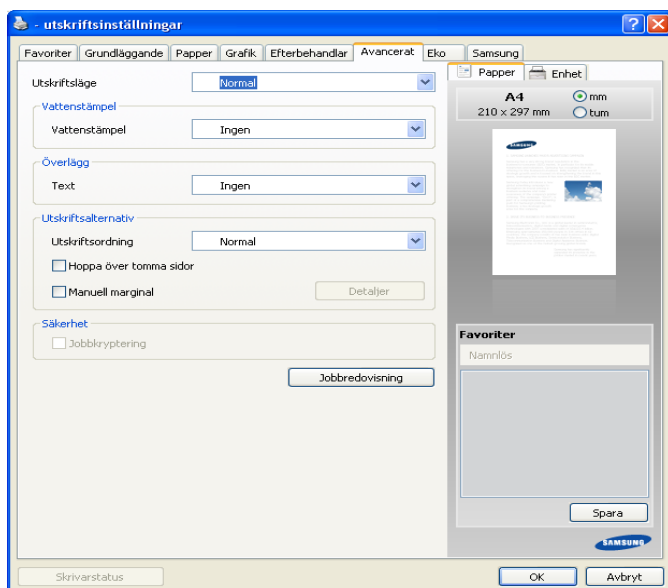 - utskriftsinställningar
Favoriter Grundläggande Papper Grafik Efterbehandlar Avancerat Eko Samsung
Utskriftsläge Normal
Vattenstämpel
Vattenstämpel Ingen
Överlägg
Text Ingen
Utskriftsalternativ
Utskriftsordning Normal
Hoppa över tomma sidor
Manuell marginal Detaljer
Säkerhet
Jobbkryptering
Jobbredovisning
Papper Enhet
A4 mm
210 x 297 mm tum
SAMSUNG
Favoriter
Namnlös
Spara
SAMSUNG
Skrivarstatus OK Avbryt